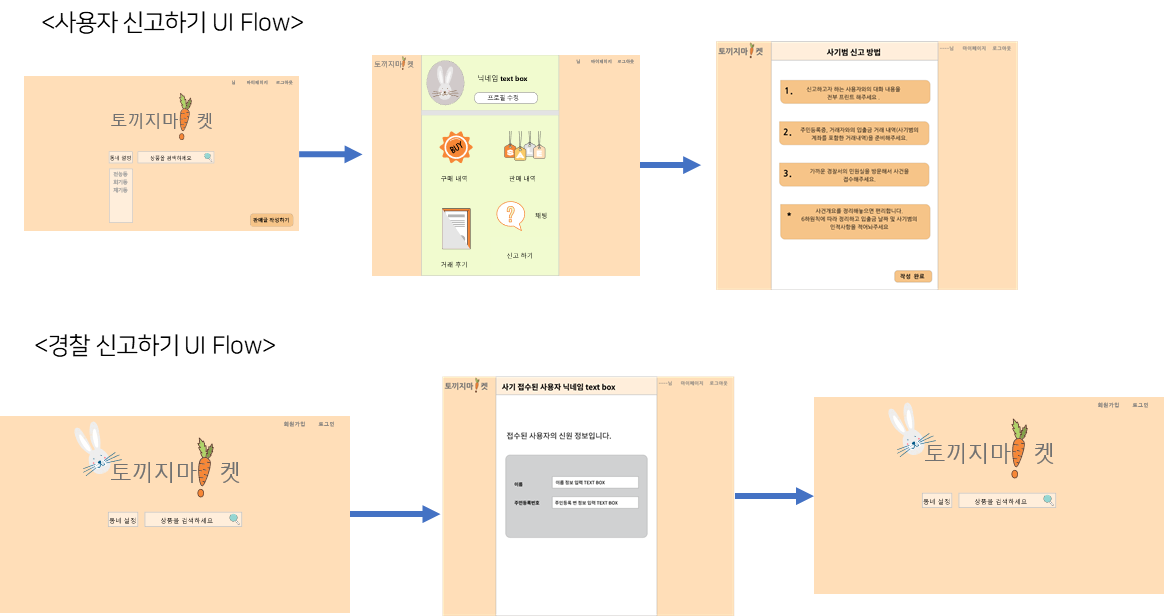 <사용자 신고하기 UI Flow>
님 마이페이지 로그아웃
토끼지마 켓
동네 설정 상품을 검색하세요
전농동
회기동
제기동
판매글 작성하기
토끼지마 켓
님 마이페이지 로그아웃
닉네임 text box
프로필 수정
BUY
구매 내역
판매 내역
채팅
신고 하기
거래 후기
토끼지마 켓
사기범 신고 방법
----님 마이페이지 로그아웃
1. 신고하고자 하는 사용자와의 대화 내용을
전부 프린트 해주세요 .
2. 주민등록증, 거래자와의 입출금 거래 내역(사기범의
계좌를 포함한 거래내역)을 준비해주세요.
3. 가까운 경찰서의 민원실을 방문해서 사건을
접수해주세요.
* 사건개요를 정리해놓으면 편리합니다.
6하원칙에 따라 정리하고 입출금 날짜 및 사기범의
인적사항을 적어놔주세요
작성 완료
<경찰 신고하기 UI Flow>
회원가입 로그인
토끼지마 켓
동네 설정 상품을 검색하세요
토끼지마 켓
사기 접수된 사용자 닉네임 text box
----님 마이페이지 로그아웃
접수된 사용자의 신원 정보입니다.
이름 이름 정보 입력 TEXT BOX
주민등록번호 주민등록 번 정보 입력 TEXT BOX
회원가입 로그인
토끼지마 켓
동네 설정 상품을 검색하세요